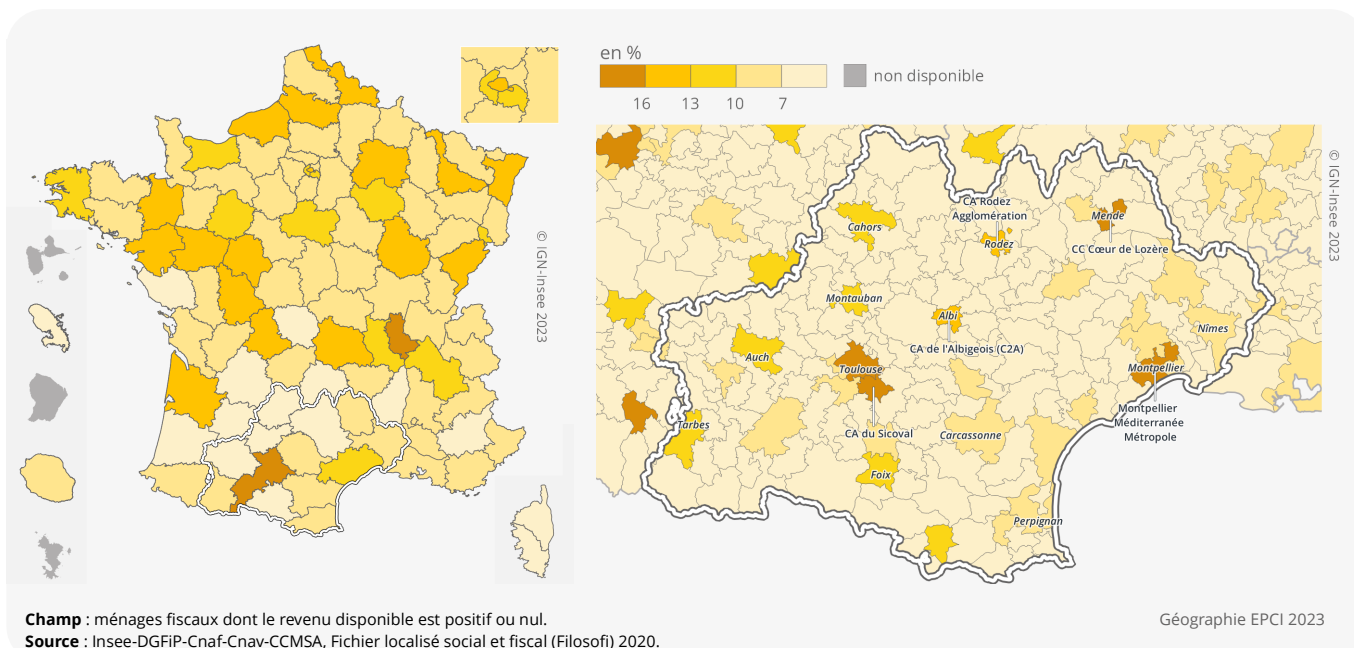 en %
16 13 10 7
non disponible
© IGN-Insee 2023
© IGN-Insee 2023
CA Rodez
Agglomération
Rodez
Mende
CC Cœur de Lozère
Cahors
Montauban
Albi
CA de l'Albigeois (C2A)
Nîmes
Auch
Toulouse
Montpellier
Montpellier
Méditerranée
Métropole
Tarbes
CA du Sicoval
Carcassonne
Foix
Perpignan
Champ : ménages fiscaux dont le revenu disponible est positif ou nul.
Géographie EPCI 2023
Source : Insee-DGFiP-Cnaf-Cnav-CCMSA, Fichier localisé social et fiscal (Filosofi) 2020.